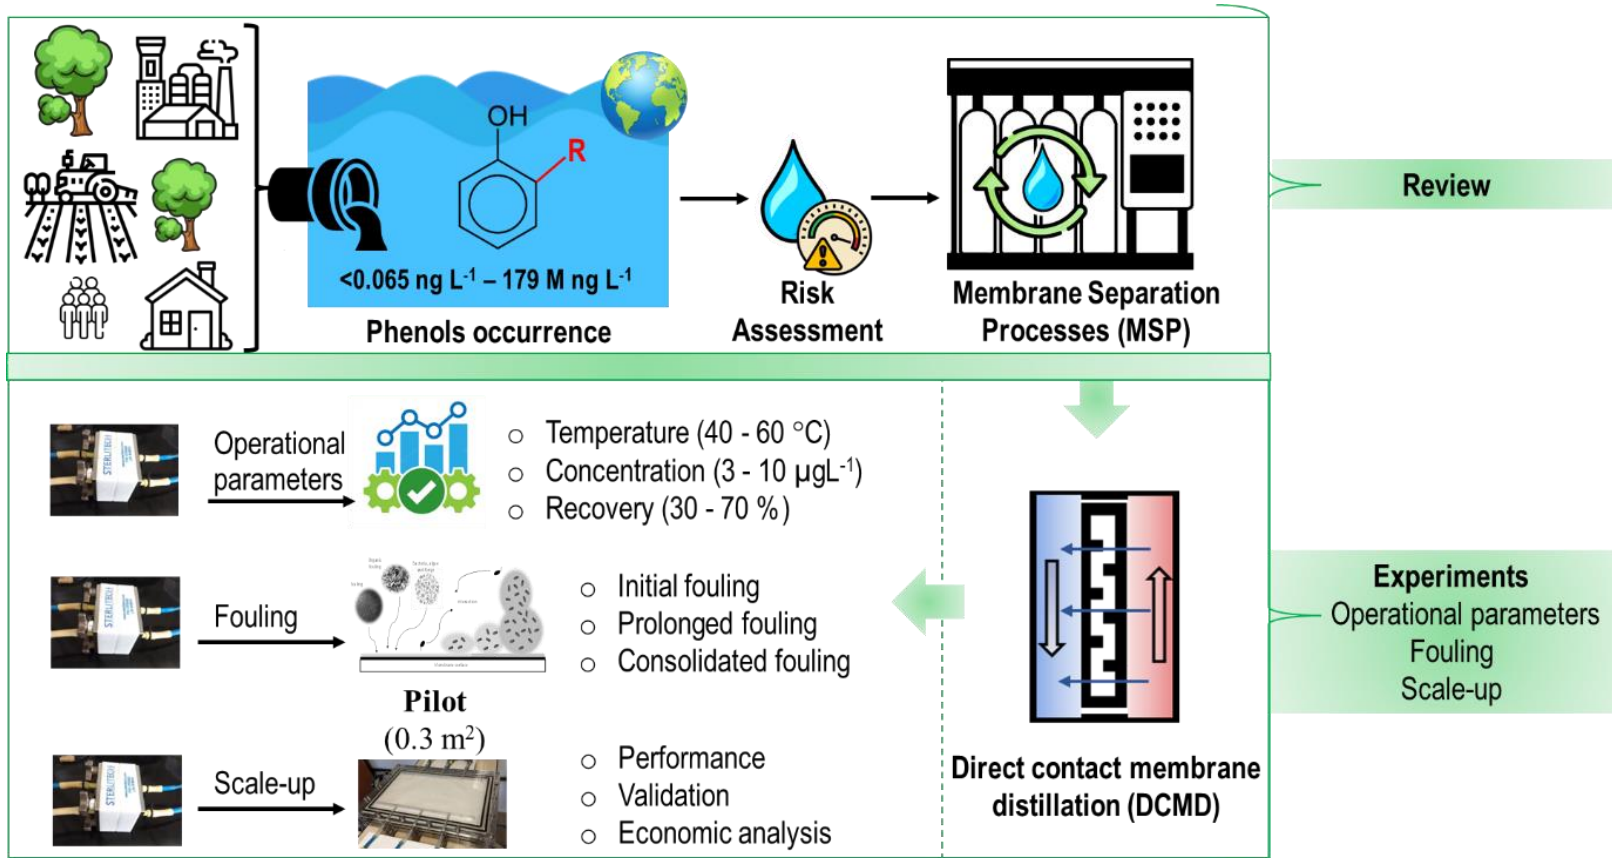 OH
R
<0.065 ng L-1 – 179 M ng L-1
Phenols occurrence
Risk
Assessment
Membrane Separation
Processes (MSP)
Review
Operational
parameters
○ Temperature (40 - 60 °C)
○ Concentration (3 - 10 µgL-1)
○ Recovery (30 - 70 %)
STERLITECH
Fouling
○ Initial fouling
○ Prolonged fouling
○ Consolidated fouling
STERLITECH
Pilot
(0.3 m2)
Scale-up
○ Performance
○ Validation
○ Economic analysis
STERLITECH
Direct contact membrane
distillation (DCMD)
Experiments
Operational parameters
Fouling
Scale-up